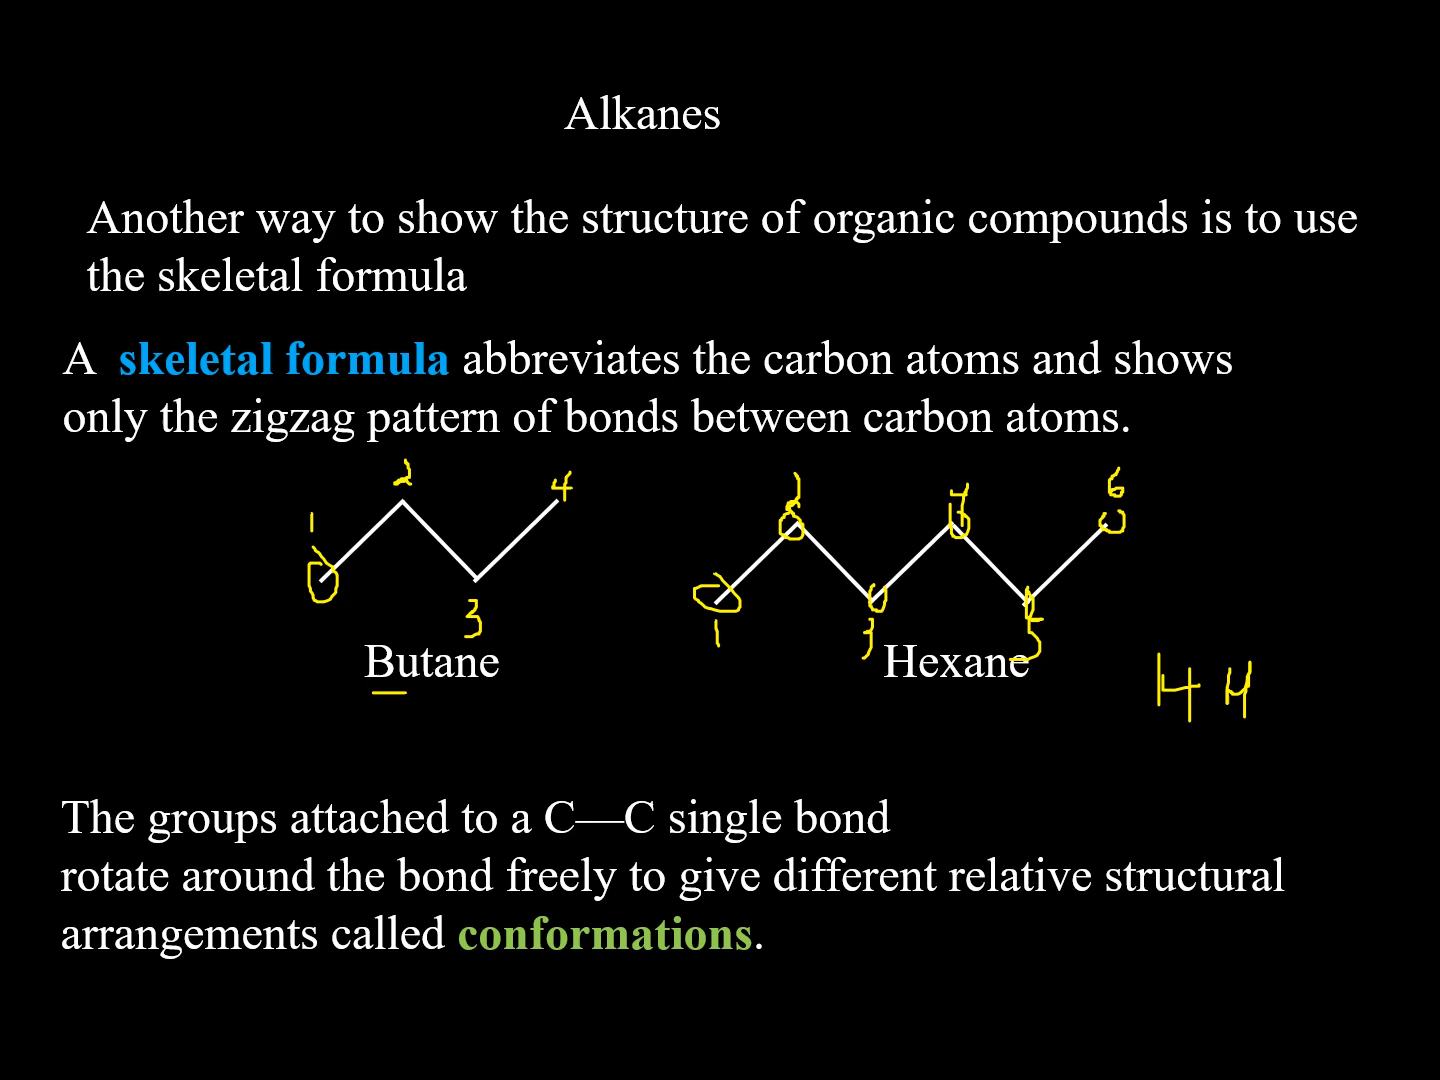 Alkanes
Another way to show the structure of organic compounds is to use
the skeletal formula
A skeletal formula abbreviates the carbon atoms and shows
only the zigzag pattern of bonds between carbon atoms.
1 2 3 4
1 2 3 4 5 6
Butane Hexane
H H
The groups attached to a C—C single bond
rotate around the bond freely to give different relative structural
arrangements called conformations.